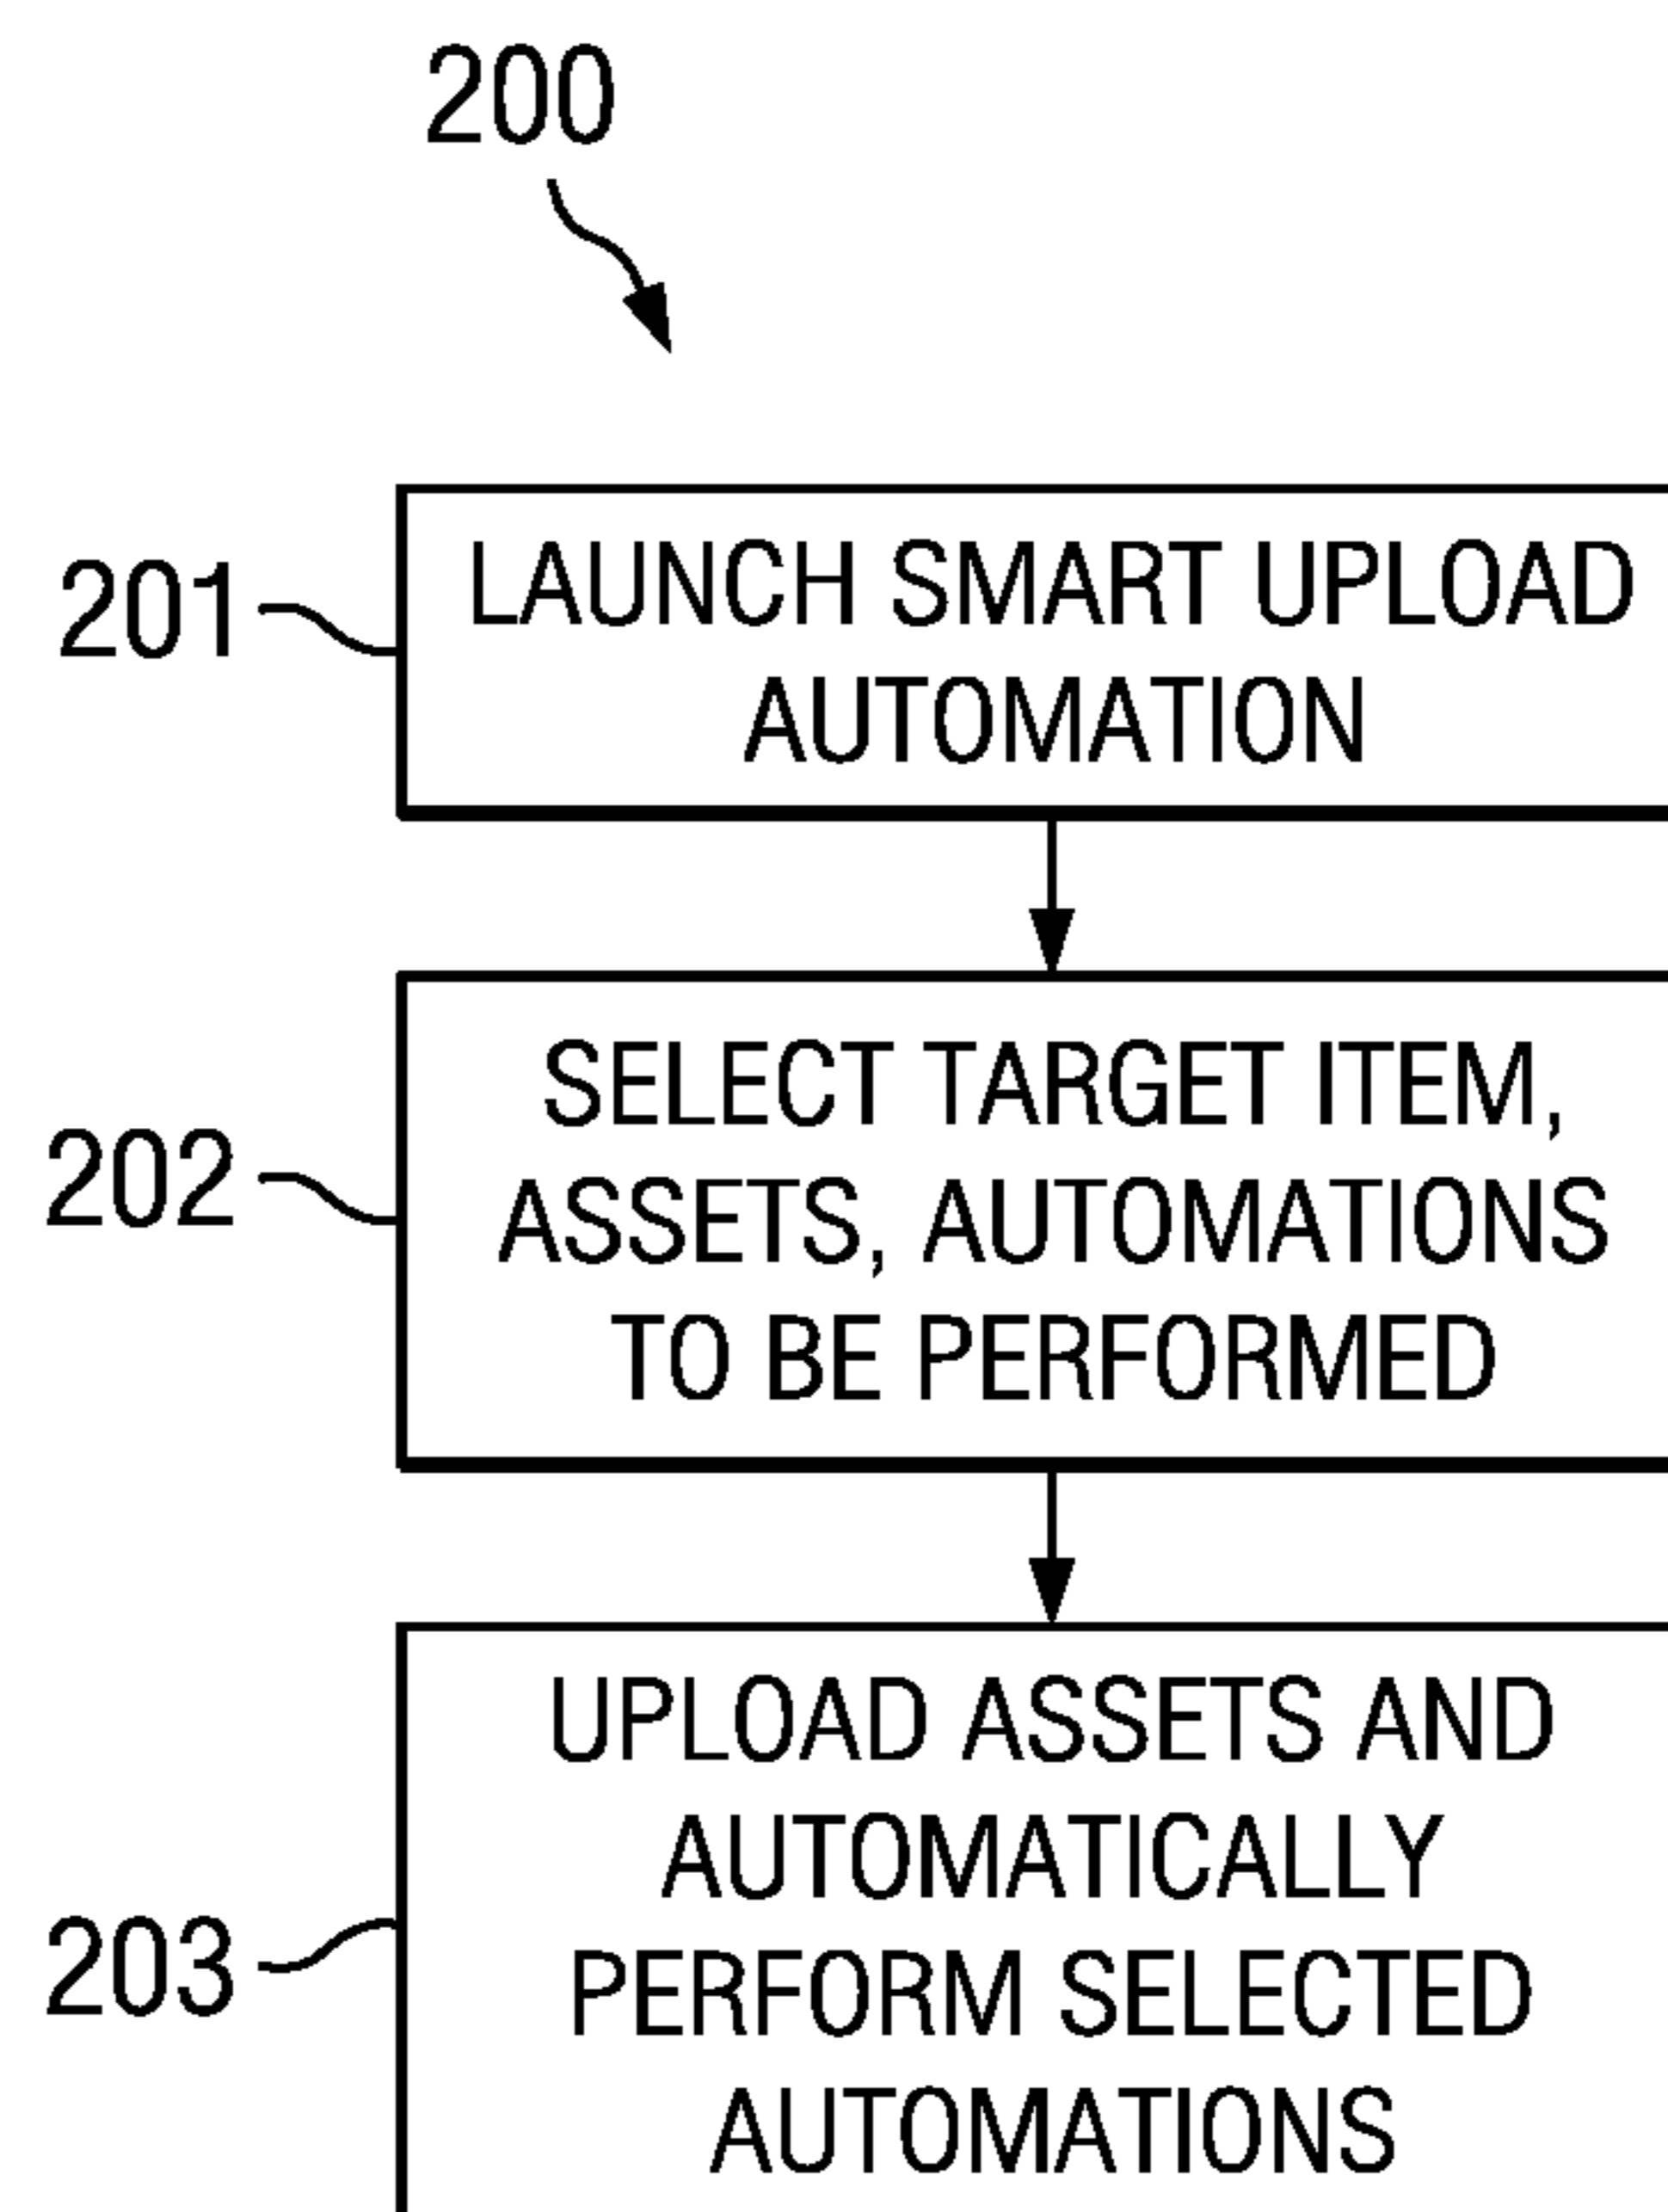 200
201
LAUNCH SMART UPLOAD
AUTOMATION
202
SELECT TARGET ITEM,
ASSETS, AUTOMATIONS
TO BE PERFORMED
203
UPLOAD ASSETS AND
AUTOMATICALLY
PERFORM SELECTED
AUTOMATIONS